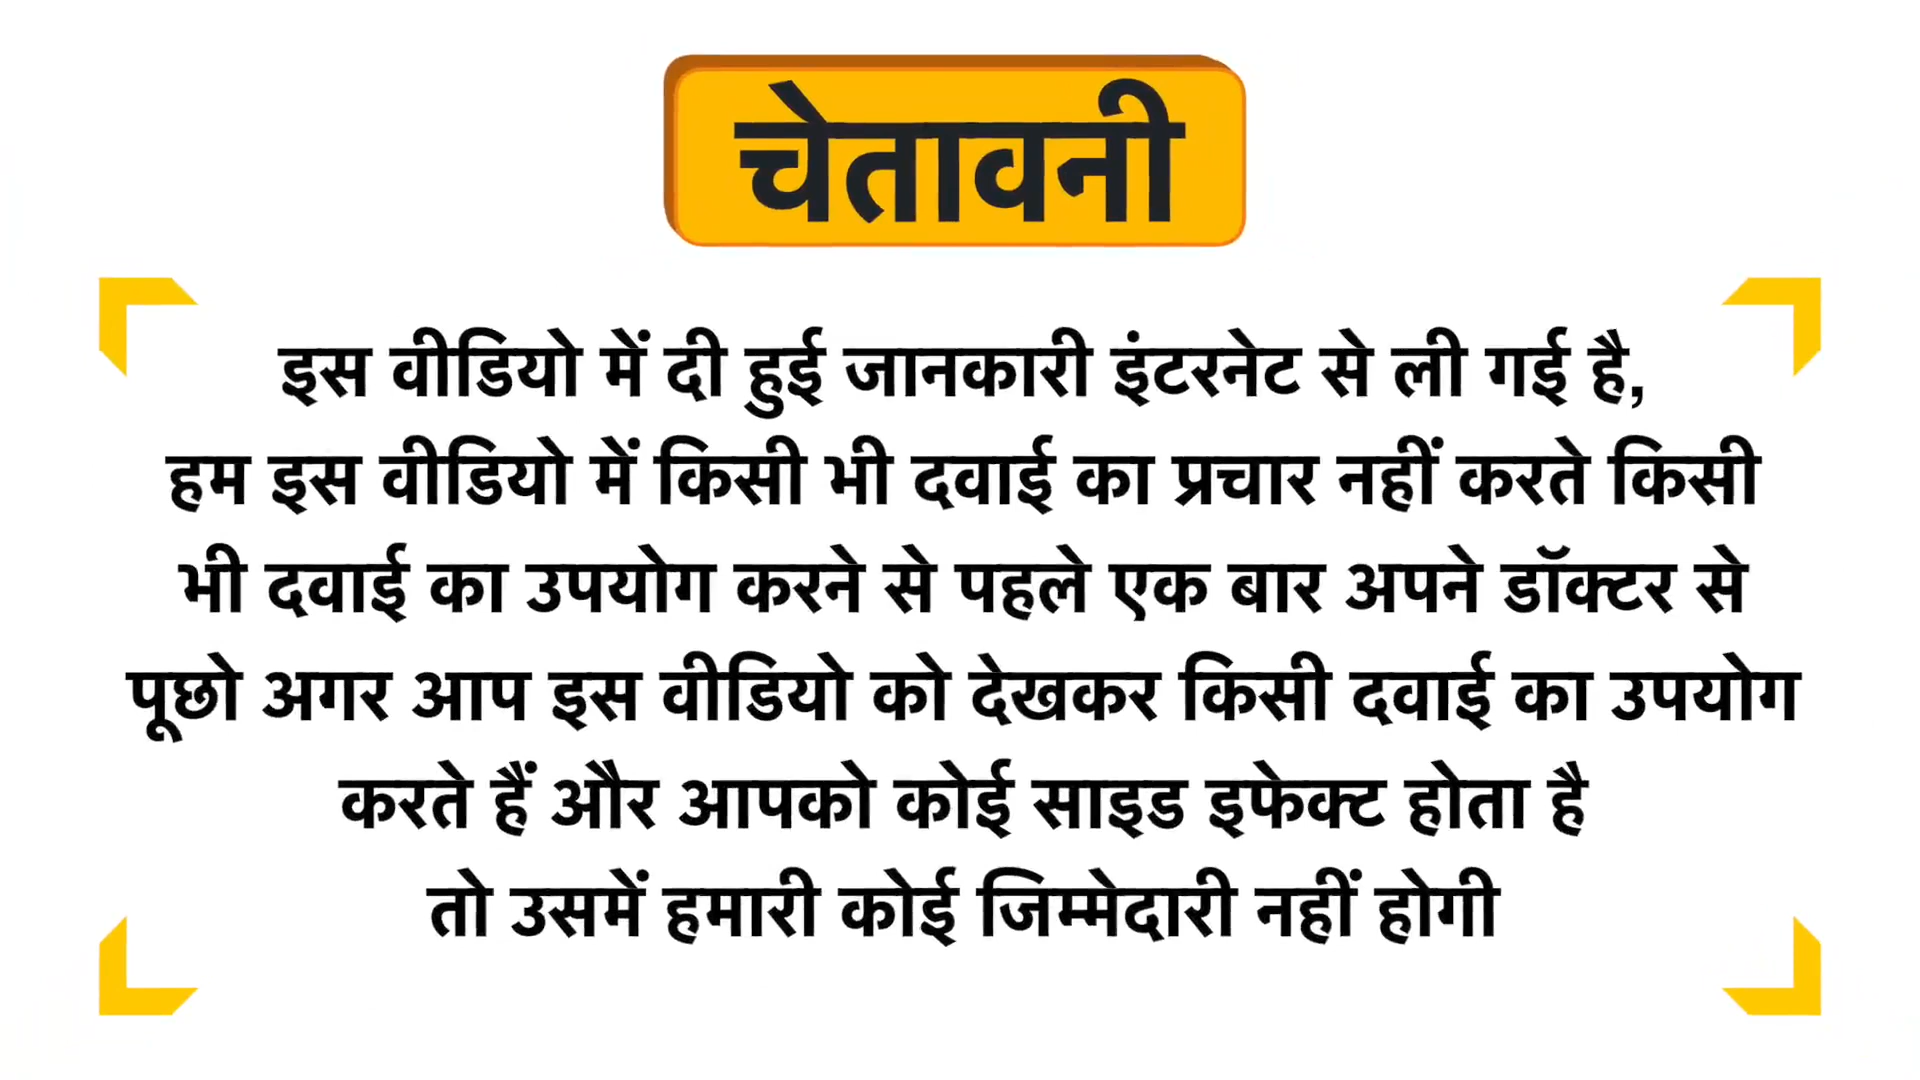 चेतावनी
इस वीडियो में दी हुई जानकारी इंटरनेट से ली गई है,
हम इस वीडियो में किसी भी दवाई का प्रचार नहीं करते किसी
भी दवाई का उपयोग करने से पहले एक बार अपने डॉक्टर से
पूछो अगर आप इस वीडियो को देखकर किसी दवाई का उपयोग
करते हैं और आपको कोई साइड इफेक्ट होता है
तो उसमें हमारी कोई जिम्मेदारी नहीं होगी